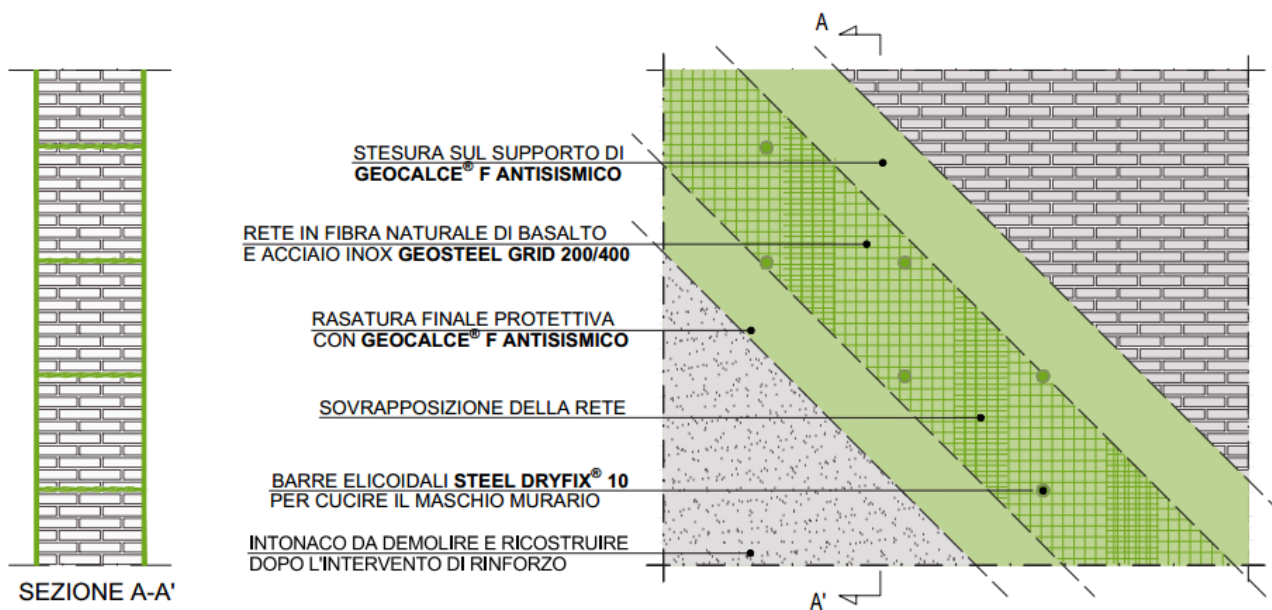 A
STESURA SUL SUPPORTO DI
GEOCALCE® F ANTISISMICO
RETE IN FIBRA NATURALE DI BASALTO
E ACCIAIO INOX GEOSTEEL GRID 200/400
RASATURA FINALE PROTETTIVA
CON GEOCALCE® F ANTISISMICO
SOVRAPPOSIZIONE DELLA RETE
BARRE ELICOIDALI STEEL DRYFIX® 10
PER CUCIRE IL MASCHIO MURARIO
INTONACO DA DEMOLIRE E RICOSTRUIRE
DOPO L'INTERVENTO DI RINFORZO
SEZIONE A-A'
A'